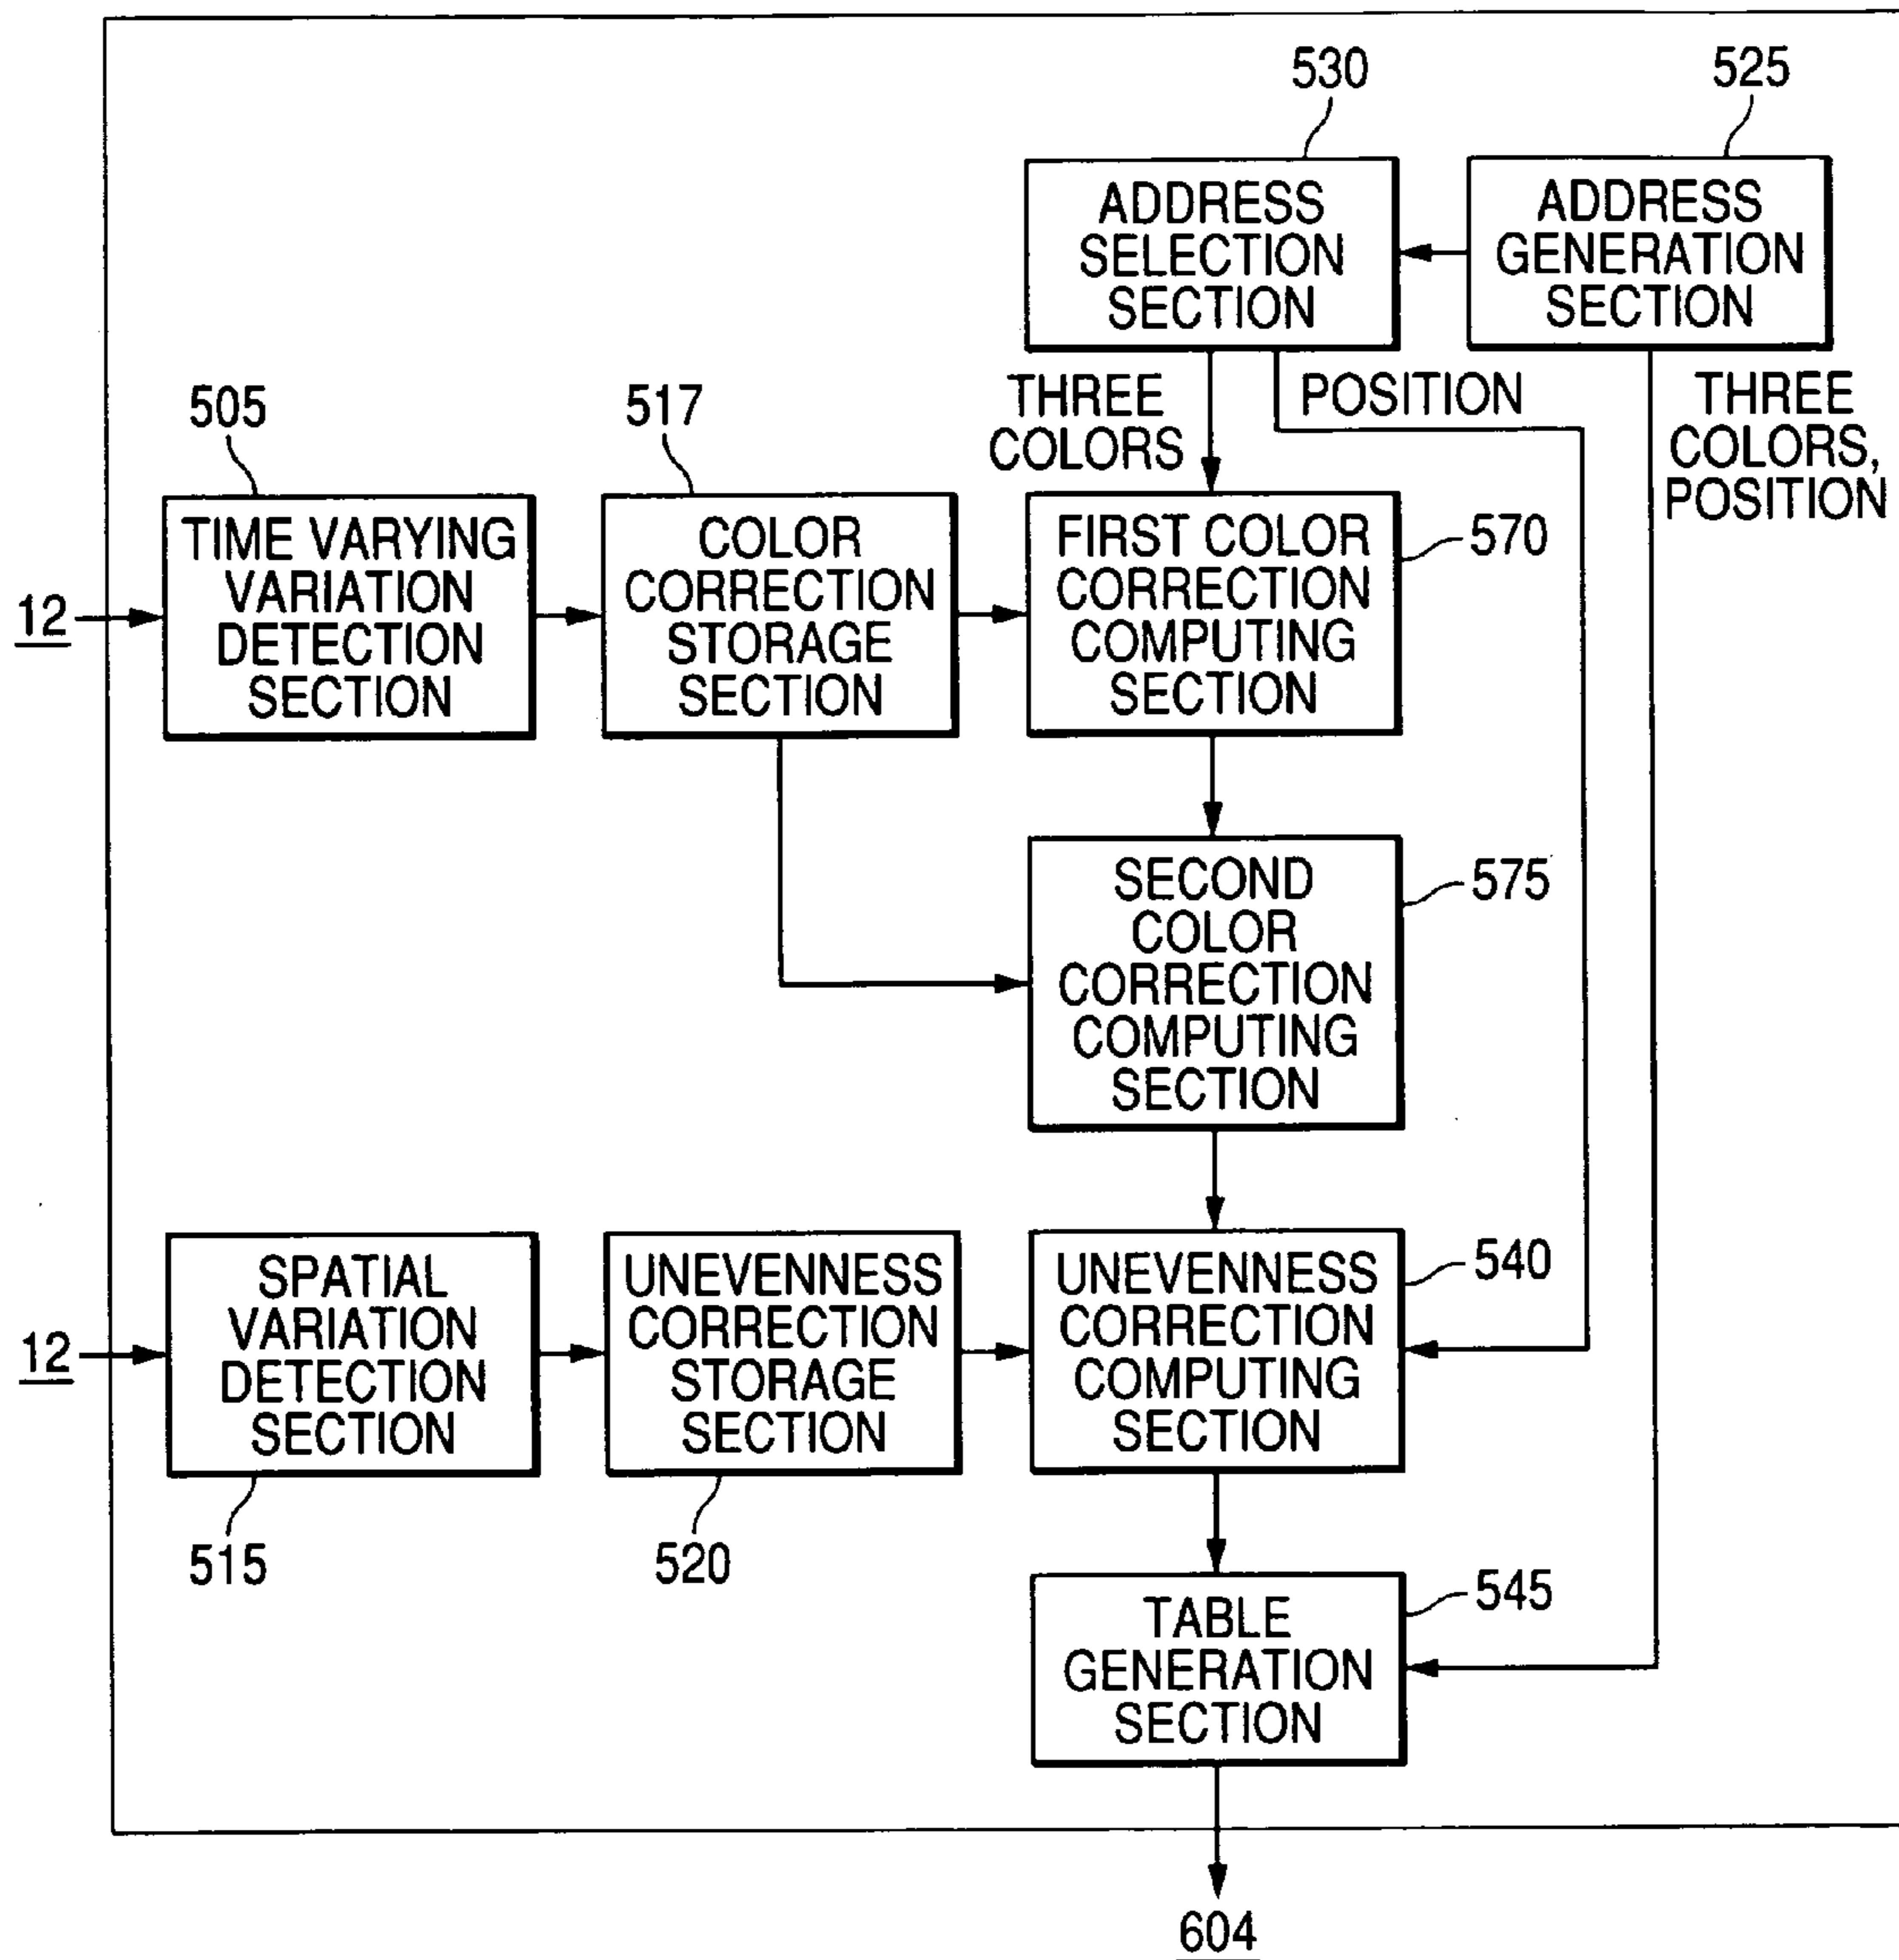 530
525
ADDRESS
SELECTION
SECTION
ADDRESS
GENERATION
SECTION
THREE
COLORS
POSITION
THREE
COLORS,
POSITION
505
517
TIME VARYING
VARIATION
DETECTION
SECTION
COLOR
CORRECTION
STORAGE
SECTION
FIRST COLOR
CORRECTION
COMPUTING
SECTION
570
12
SECOND
COLOR
CORRECTION
COMPUTING
SECTION
575
12
SPATIAL
VARIATION
DETECTION
SECTION
UNEVENNESS
CORRECTION
STORAGE
SECTION
UNEVENNESS
CORRECTION
COMPUTING
SECTION
540
515
520
TABLE
GENERATION
SECTION
545
604